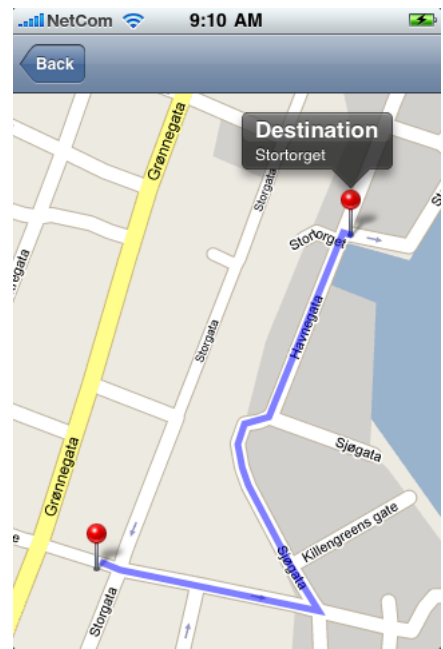 NetCom 9:10 AM
Back
Grønnegata
Destination
Stortorget
Storgata
Stortorget
Havnegata
Storgata
Sjøgata
Grønnegata
Killengreens gate
Sjøgata
Storgata